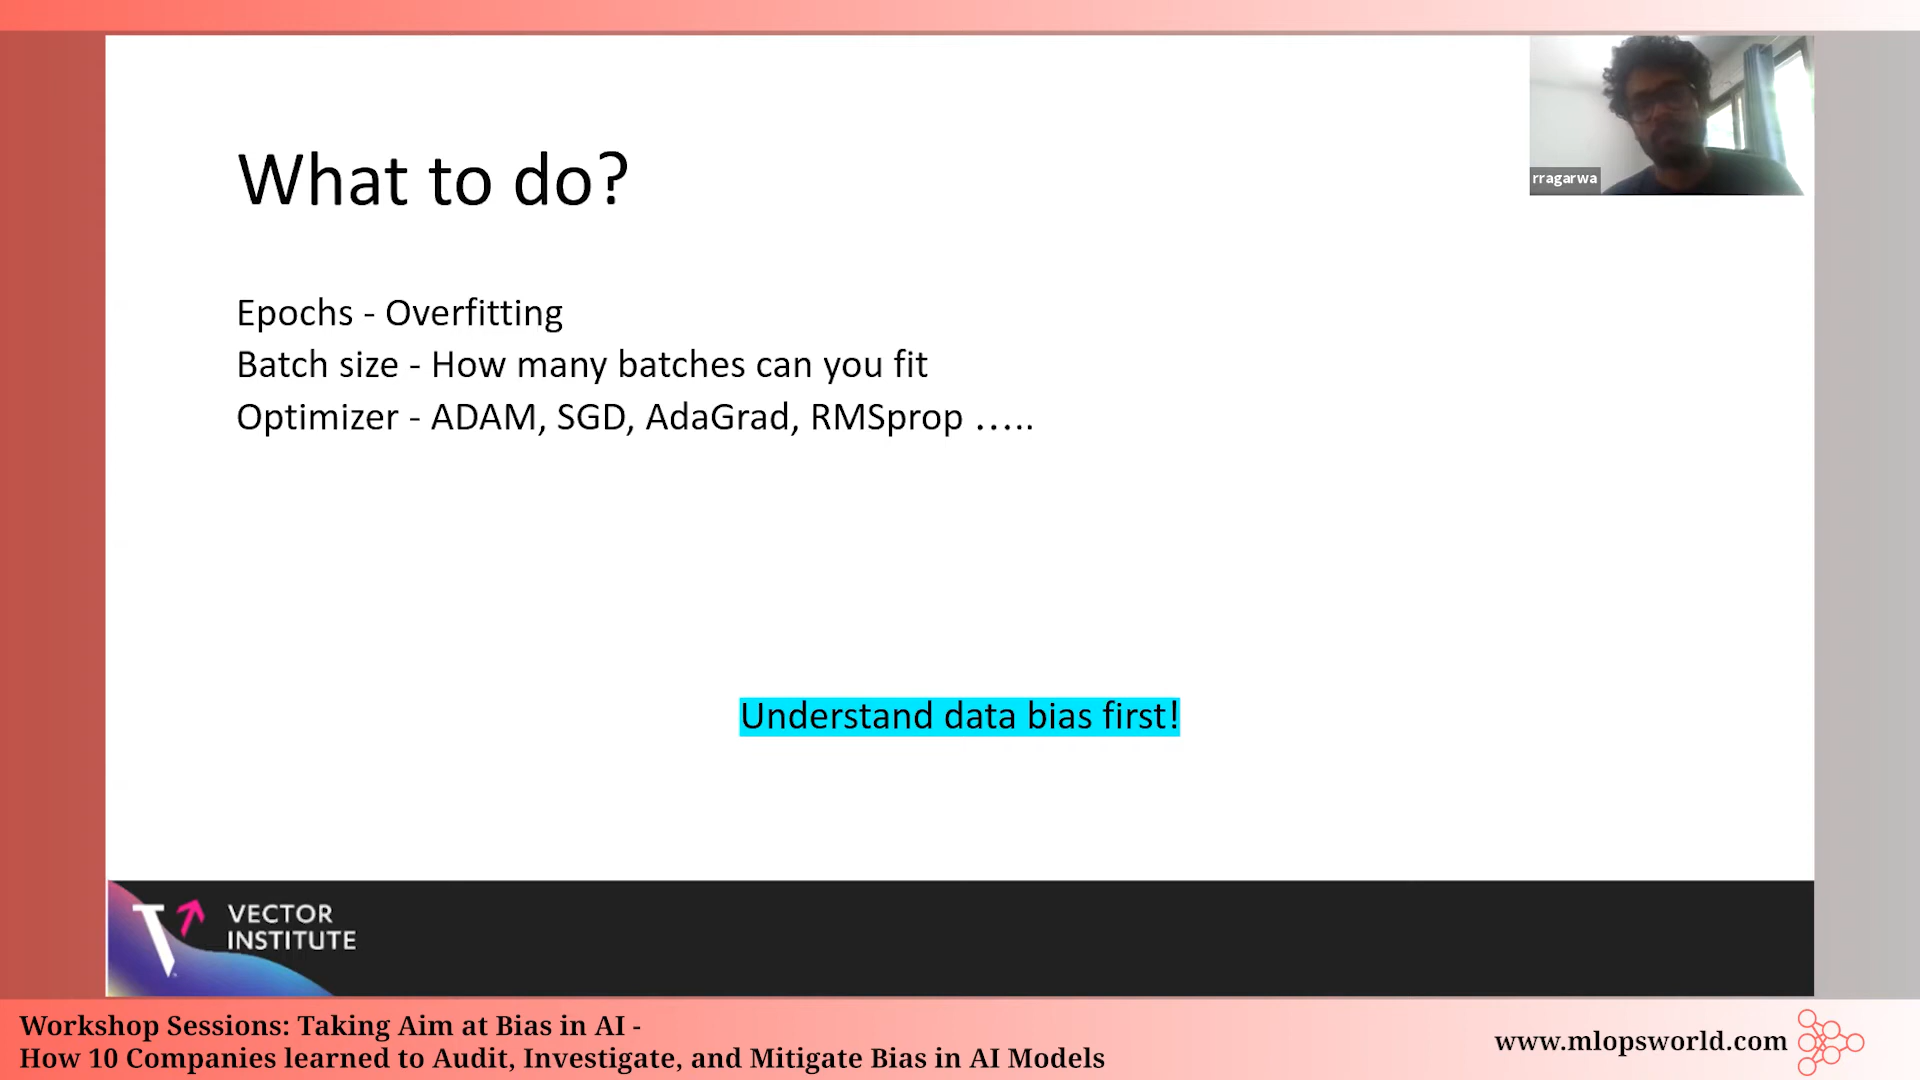 What to do?
rragarwa
Epochs - Overfitting
Batch size - How many batches can you fit
Optimizer - ADAM, SGD, AdaGrad, RMSprop …..
Understand data bias first!
VECTOR
INSTITUTE
Workshop Sessions: Taking Aim at Bias in AI -
How 10 Companies learned to Audit, Investigate, and Mitigate Bias in AI Models
www.mlopsworld.com